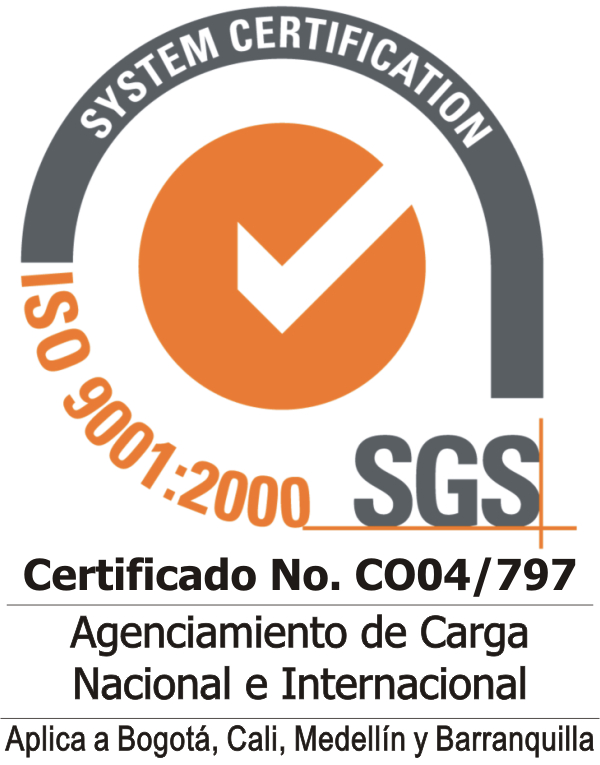 SYSTEM CERTIFICATION
ISO 9001:2000
SGS
Certificado No. CO04/797
Agenciamiento de Carga
Nacional e Internacional
Aplica a Bogotá, Cali, Medellín y Barranquilla